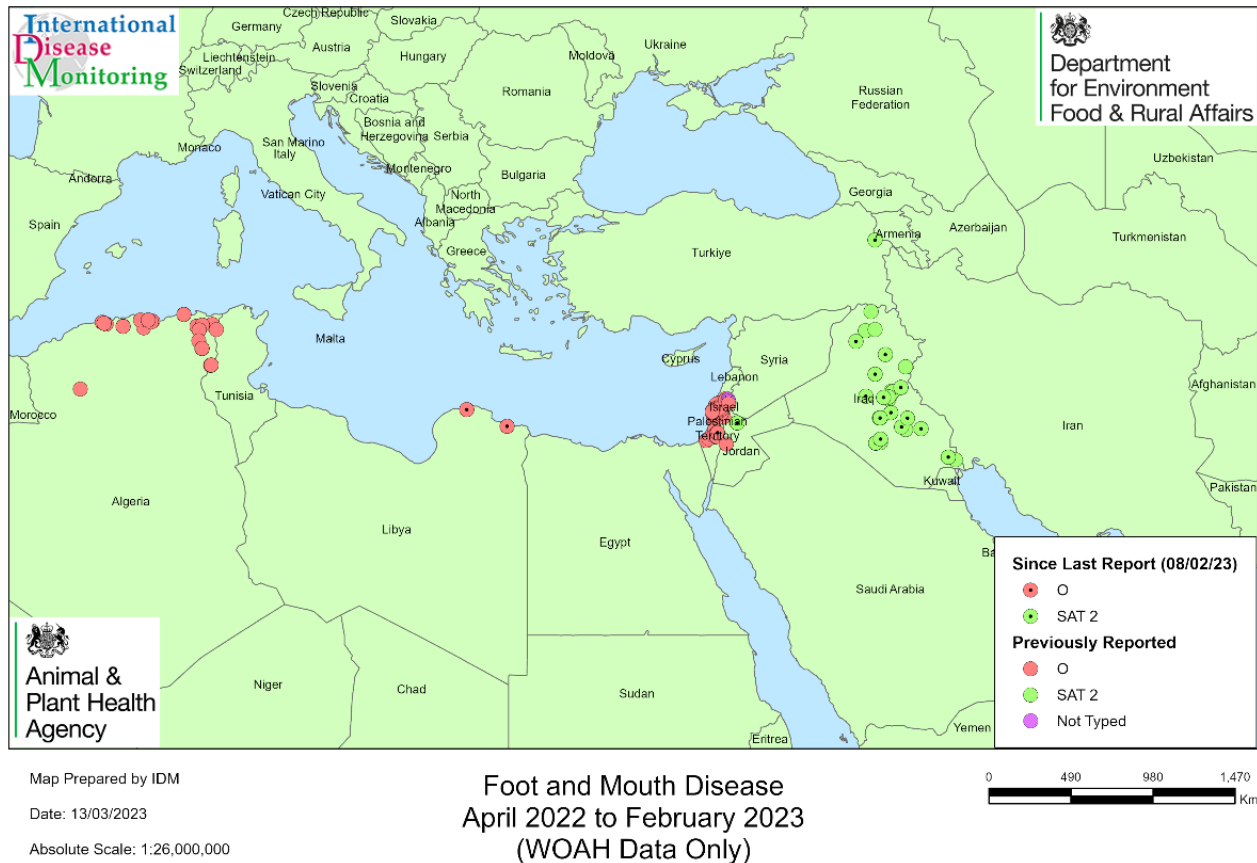 International
Disease
Monitoring
Department
for Environment
Food & Rural Affairs
Czech Republic
Germany
Slovakia
Ukraine
Austria
Hungary
Moldova
Liechtenstein
Switzerland
Slovenia
Croatia
Romania
Russian
Federation
Bosnia and
Herzegovina
Serbia
San Marino
Italy
Monaco
Montenegro
Bulgaria
Uzbekistan
Andorra
Vatican City
North
Macedonia
Albania
Georgia
Spain
Greece
Armenia
Azerbaijan
Turkmenistan
Turkiye
Malta
Cyprus
Syria
Lebanon
Afghanistan
Morocco
Tunisia
Israel
Iraq
Palestinian
Territory
Iran
Jordan
Kuwait
Pakistan
Algeria
Libya
Egypt
Saudi Arabia
Niger
Chad
Sudan
Eritrea
Yemen
Since Last Report (08/02/23)
O
SAT 2
Previously Reported
O
SAT 2
Not Typed
Animal &
Plant Health
Agency
Map Prepared by IDM
Date: 13/03/2023
Absolute Scale: 1:26,000,000
Foot and Mouth Disease
April 2022 to February 2023
(WOAH Data Only)
0 490 980 1,470
Km